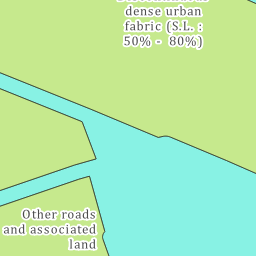 dense urban
fabric (S.L. :
50% - 80%)
Other roads
and associated
land